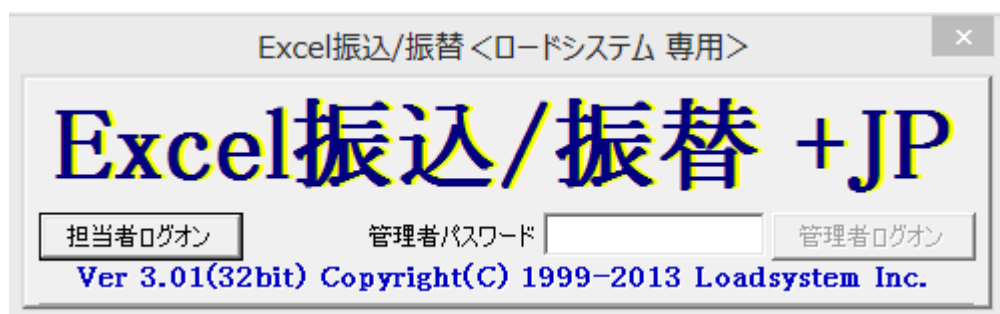 Excel振込/振替 <ロードシステム 専用>
Excel振込/振替 +JP
担当者ログオン 管理者パスワード 管理者ログオン
Ver 3.01(32bit) Copyright(C) 1999-2013 Loadsystem Inc.